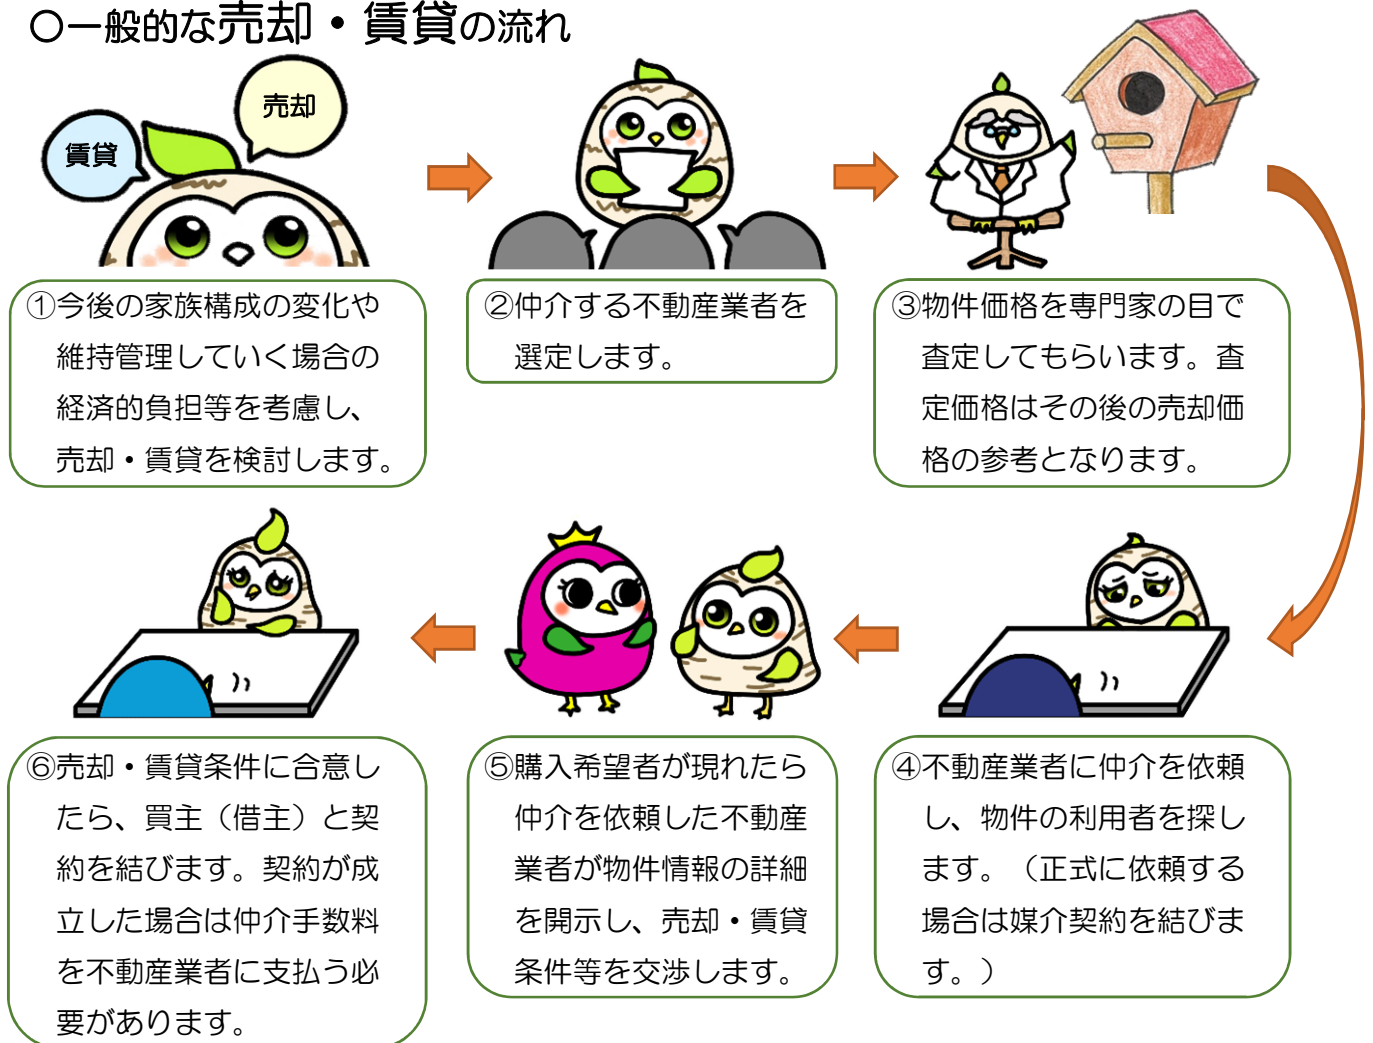 〇一般的な売却・賃貸の流れ
売却
賃貸
①今後の家族構成の変化や
維持管理していく場合の
経済的負担等を考慮し、
売却・賃貸を検討します。
②仲介する不動産業者を
選定します。
③物件価格を専門家の目で
査定してもらいます。査
定価格はその後の売却価
格の参考となります。
④不動産業者に仲介を依頼
し、物件の利用者を探し
ます。（正式に依頼する
場合は媒介契約を結びま
す。）
⑤購入希望者が現れたら
仲介を依頼した不動産
業者が物件情報の詳細
を開示し、売却・賃貸
条件等を交渉します。
⑥売却・賃貸条件に合意し
たら、買主（借主）と契
約を結びます。契約が成
立した場合は仲介手数料
を不動産業者に支払う必
要があります。